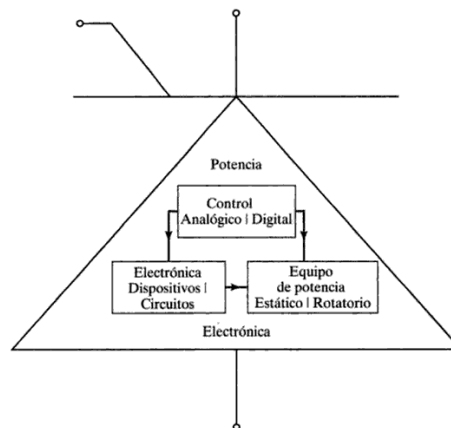 Potencia
Control
Analógico | Digital
Electrónica
Dispositivos |
Circuitos
Equipo
de potencia
Estático | Rotatorio
Electrónica